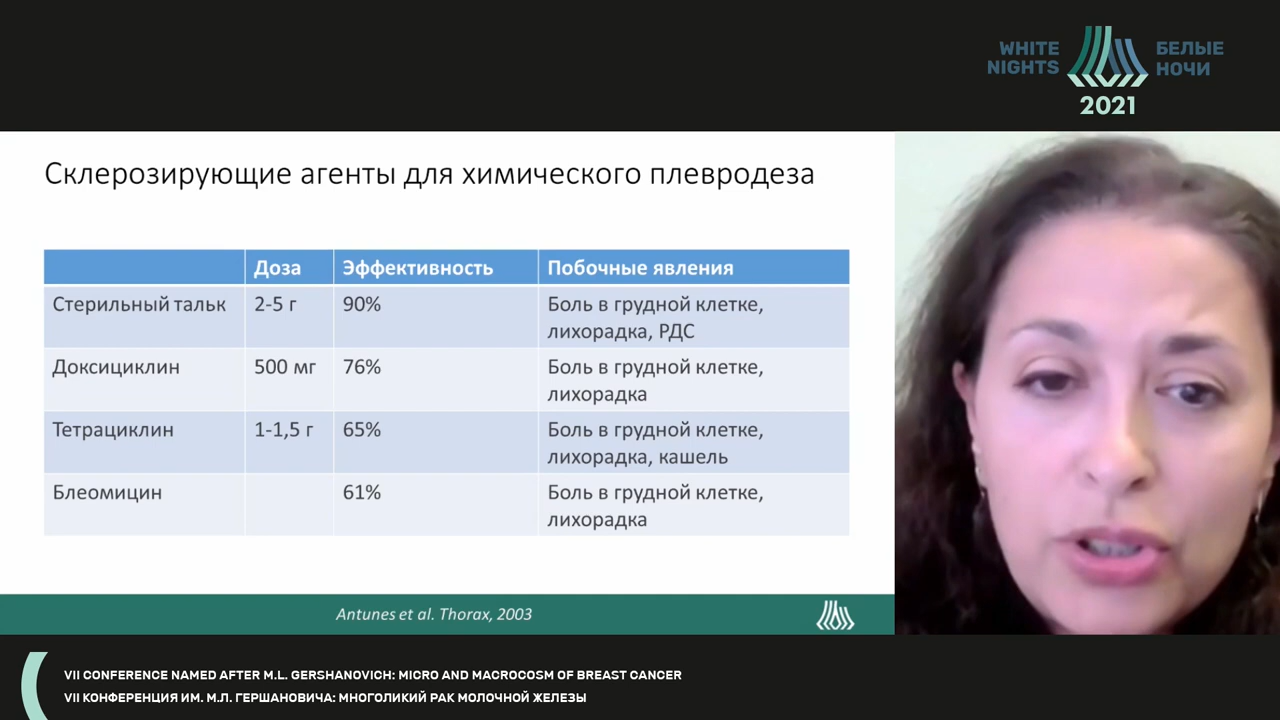 WHITE NIGHTS
БЕЛЫЕ НОЧИ
2021
Склерозирующие агенты для химического плевродеза
Доза Эффективность Побочные явления
Стерильный тальк 2-5 г 90% Боль в грудной клетке, лихорадка, РДС
Доксициклин 500 мг 76% Боль в грудной клетке, лихорадка
Тетрациклин 1-1,5 г 65% Боль в грудной клетке, лихорадка, кашель
Блеомицин 61% Боль в грудной клетке, лихорадка
Antunes et al. Thorax, 2003
VII CONFERENCE NAMED AFTER M.L. GERSHANOVICH: MICRO AND MACROCOSM OF BREAST CANCER
VII КОНФЕРЕНЦИЯ ИМ. М.Л. ГЕРШАНОВИЧА: МНОГОЛИКИЙ РАК МОЛОЧНОЙ ЖЕЛЕЗЫ